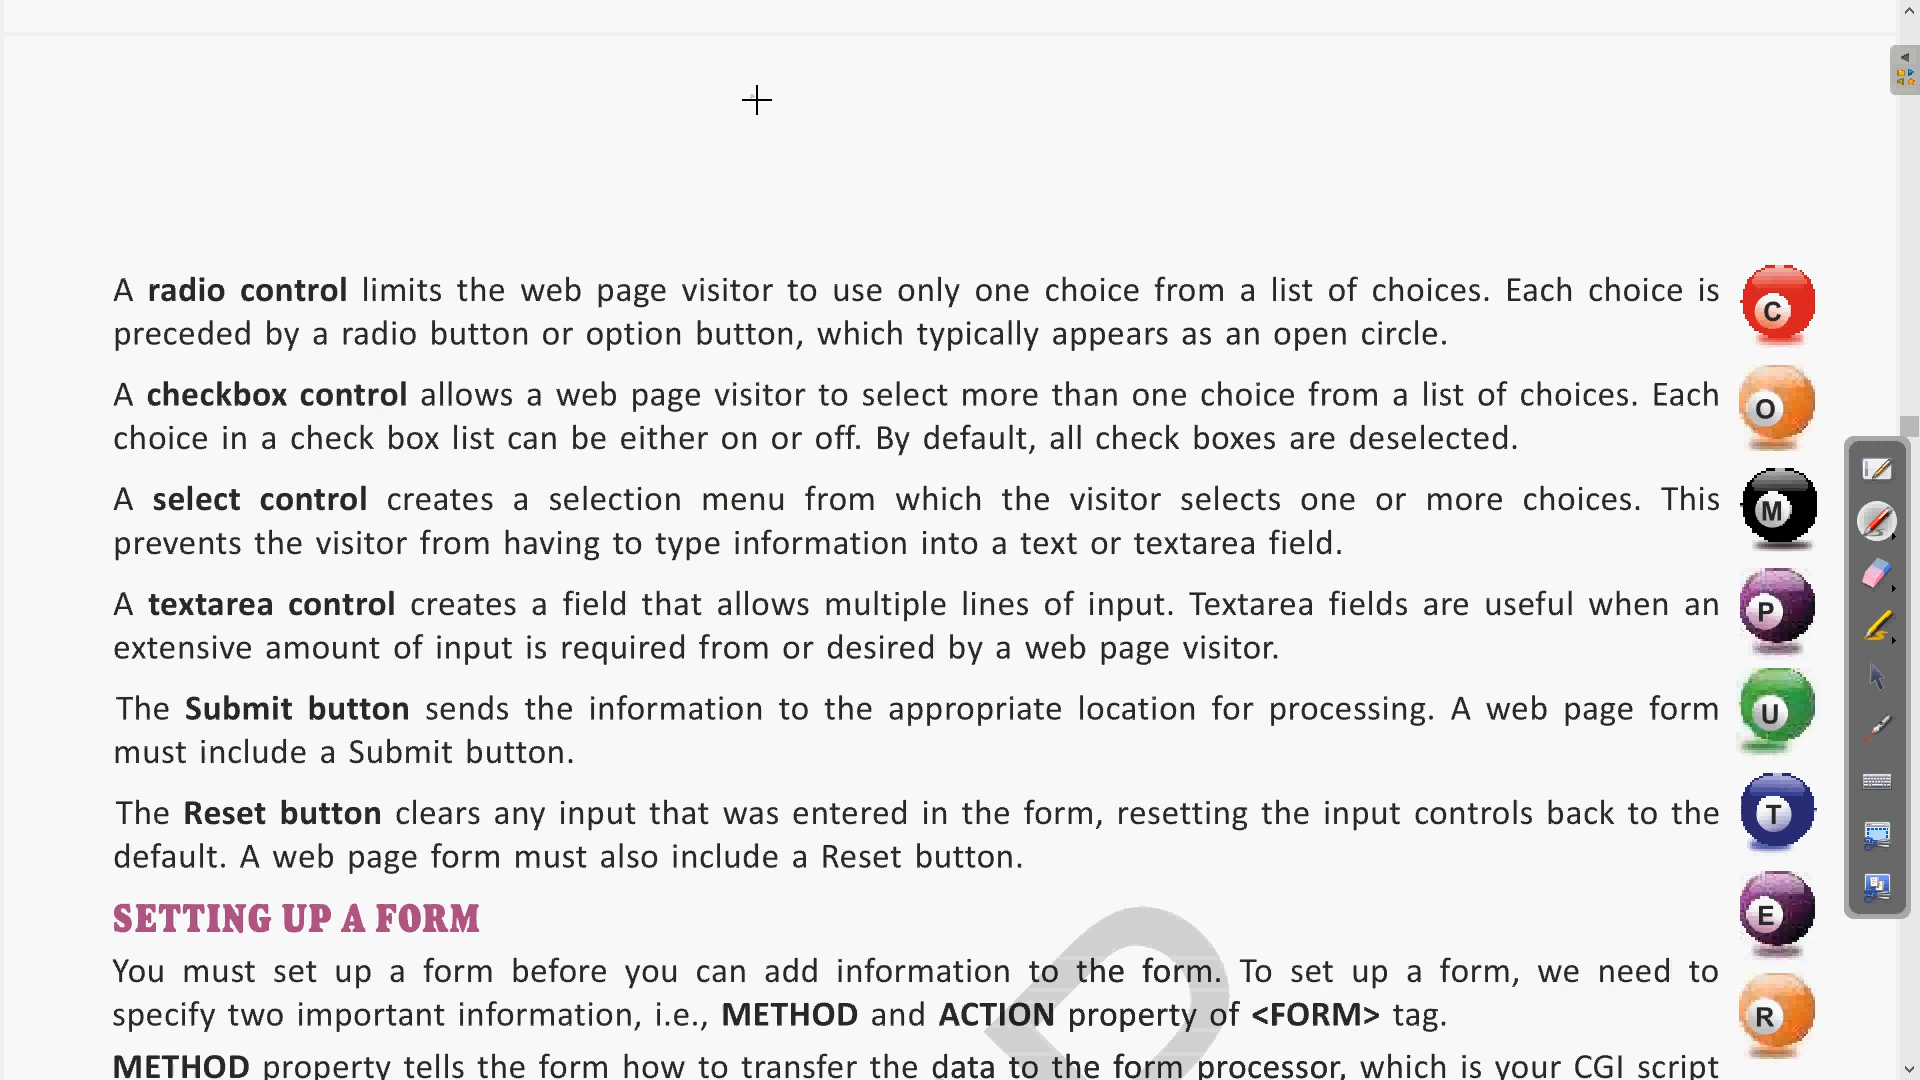 A radio control limits the web page visitor to use only one choice from a list of choices. Each choice is
preceded by a radio button or option button, which typically appears as an open circle.
A checkbox control allows a web page visitor to select more than one choice from a list of choices. Each
choice in a check box list can be either on or off. By default, all check boxes are deselected.
A select control creates a selection menu from which the visitor selects one or more choices. This
prevents the visitor from having to type information into a text or textarea field.
A textarea control creates a field that allows multiple lines of input. Textarea fields are useful when an
extensive amount of input is required from or desired by a web page visitor.
The Submit button sends the information to the appropriate location for processing. A web page form
must include a Submit button.
The Reset button clears any input that was entered in the form, resetting the input controls back to the
default. A web page form must also include a Reset button.
SETTING UP A FORM
You must set up a form before you can add information to the form. To set up a form, we need to
specify two important information, i.e., METHOD and ACTION property of <FORM> tag.
METHOD property tells the form how to transfer the data to the form processor, which is your CGI script
C
O
M
P
U
T
E
R